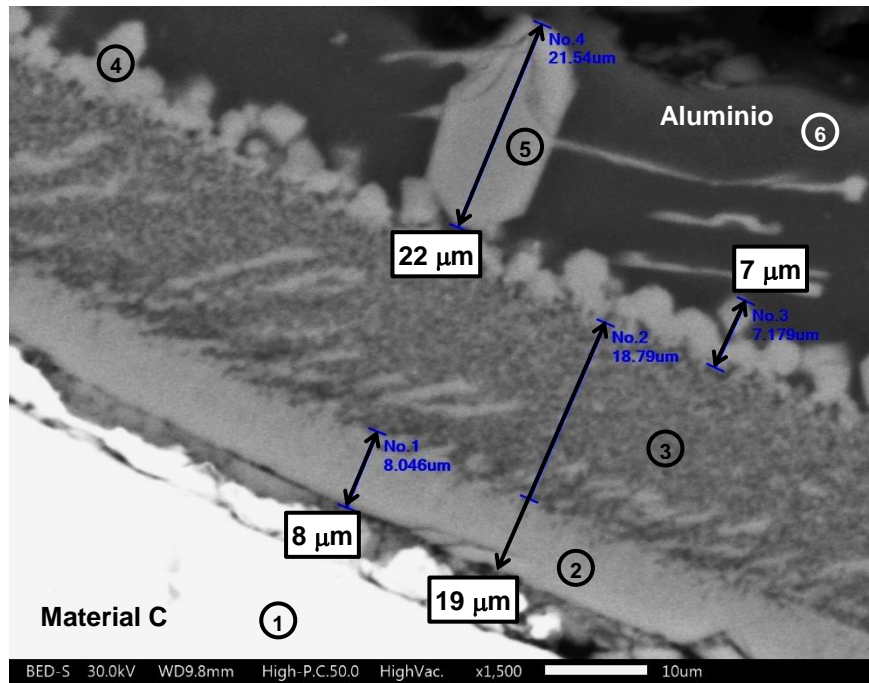 No.4
21.54um
4
Aluminio
6
5
22 μm
7 μm
No.3
7.179um
No.2
18.79um
No.1
8.046um
3
8 μm
2
19 μm
Material C
1
BED-S 30.0kV WD9.8mm High-P.C.50.0 HighVac. x1,500 10um